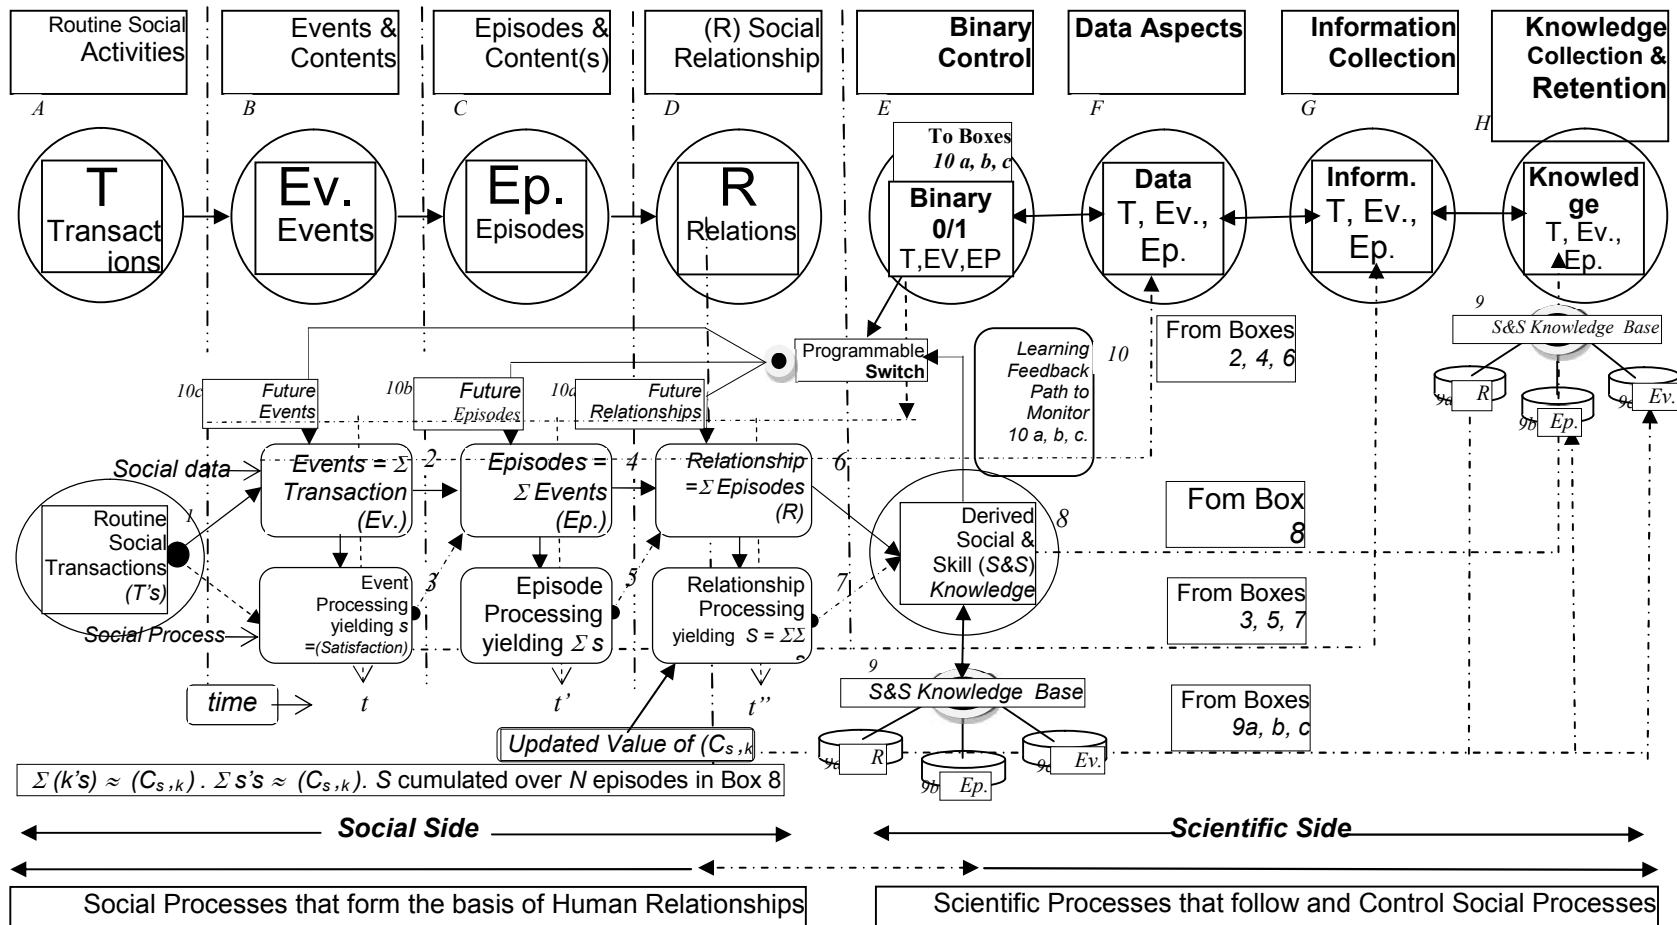 Routine Social
Activities
Events &
Contents
Episodes &
Content(s)
(R) Social
Relationship
Binary
Control
Data Aspects
Information
Collection
Knowledge
Collection &
Retention
A
B
C
D
E
F
G
H
T
Transact
ions
Ev.
Events
Ep.
Episodes
R
Relations
To Boxes
10 a, b, c
Binary
0/1
T,EV,EP
Data
T, Ev.,
Ep.
Inform.
T, Ev.,
Ep.
Knowled
ge
T, Ev.,
Ep.
9
S&S Knowledge Base
9a
R
9b
Ep.
Ev.
Programmable
Switch
Learning
Feedback
Path to
Monitor
10 a, b, c.
10
From Boxes
2, 4, 6
10c
Future
Events
10b
Future
Episodes
10a
Future
Relationships
Social data
Events = Σ
Transaction
(Ev.)
2
Episodes =
Σ Events
(Ep.)
4
Relationship
=Σ Episodes
(R)
6
1
Routine
Social
Transactions
(T's)
Derived
Social &
Skill (S&S)
Knowledge
8
Fom Box
8
Social Process
Event
Processing
yielding s
=(Satisfaction)
3
Episode
Processing
yielding Σ s
5
Relationship
Processing
yielding S = ΣΣ
7
From Boxes
3, 5, 7
time
t
t'
t''
9
S&S Knowledge Base
From Boxes
9a, b, c
Updated Value of (Cs,k
9a
R
9b
Ep.
Ev.
Σ (k's) ≈ (Cs,k) . Σ s's ≈ (Cs,k). S cumulated over N episodes in Box 8
Social Side
Scientific Side
Social Processes that form the basis of Human Relationships
Scientific Processes that follow and Control Social Processes